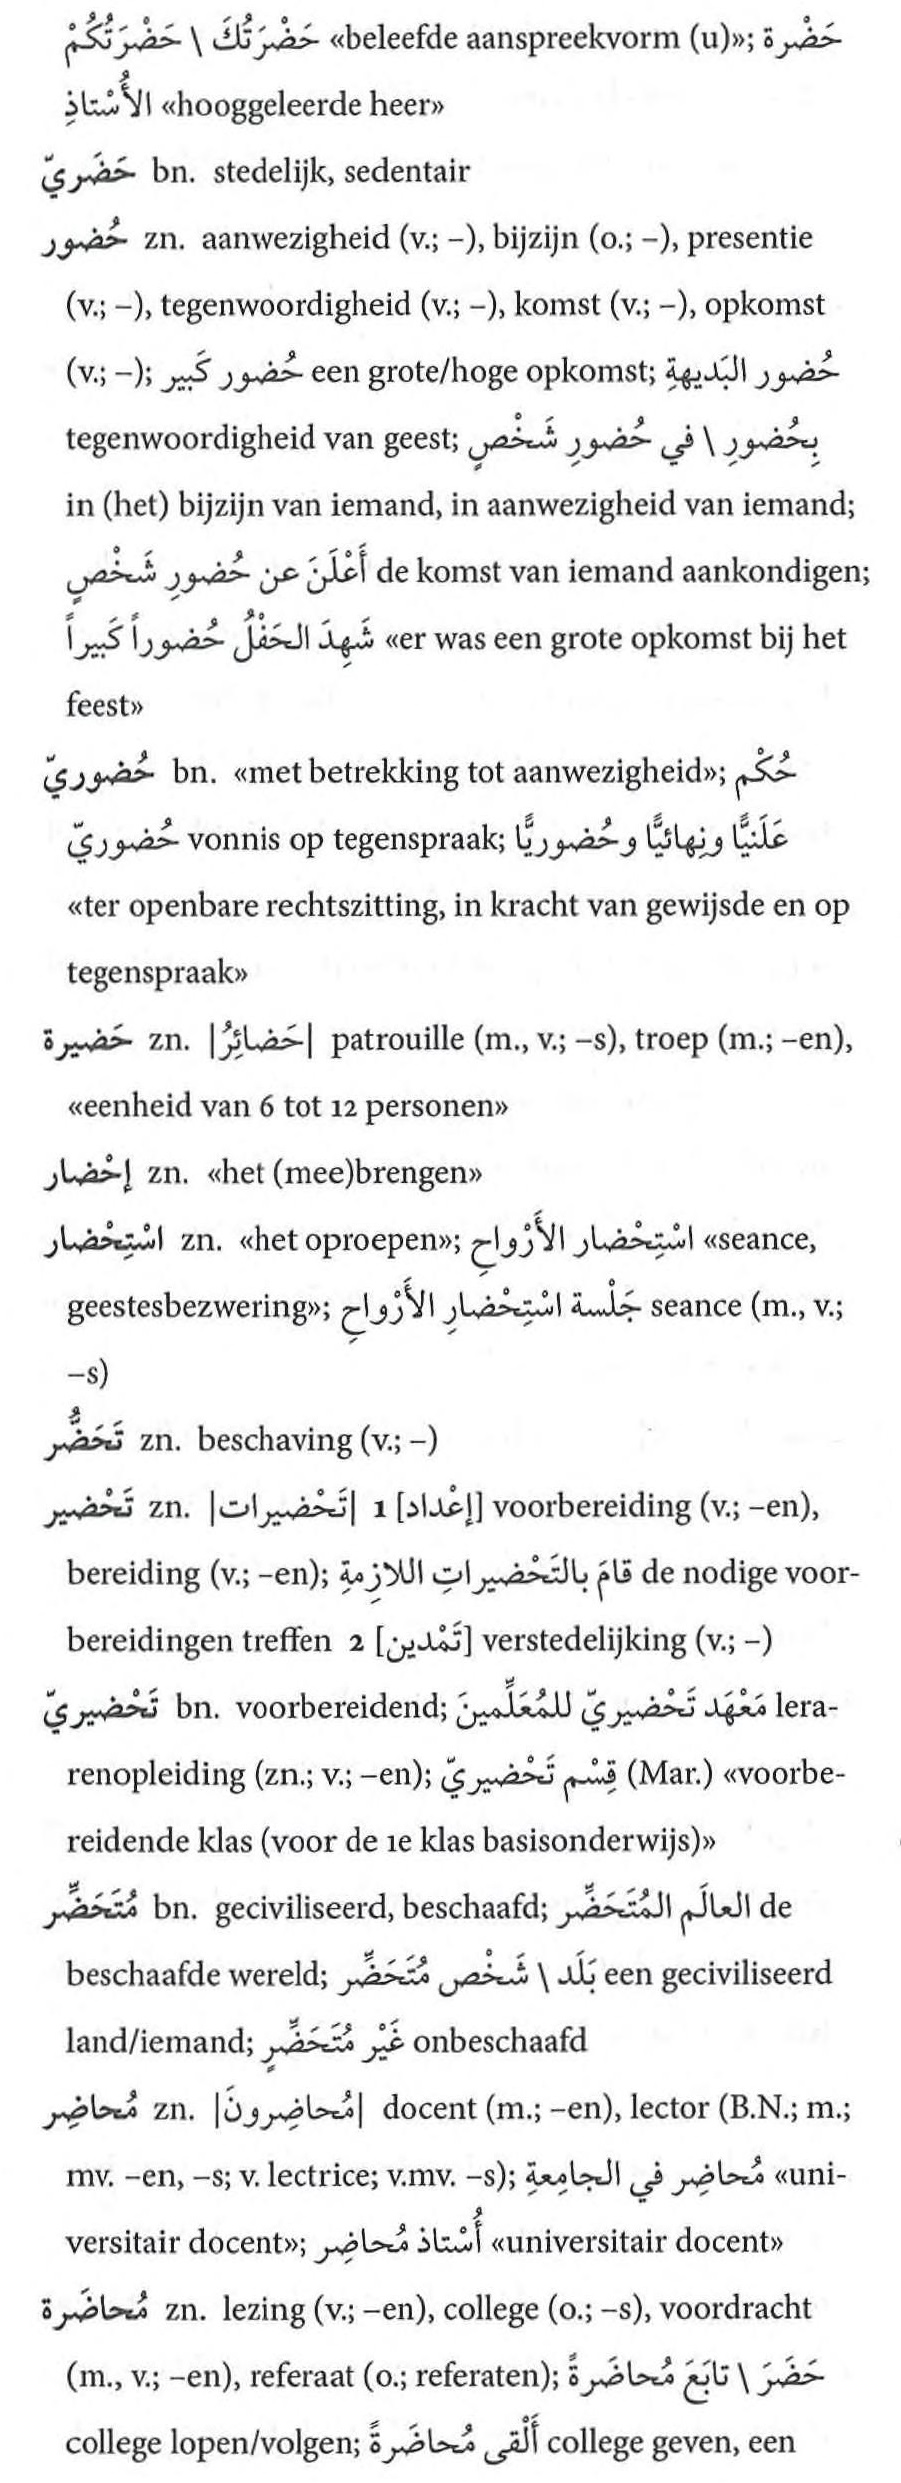 حَضْرَتُكَ \ حَضْرَتُكُمْ «beleefde aanspreekvorm (u)»; حَضْرة
الأُسْتاذِ «hooggeleerde heer»
حَضَريّ bn. stedelijk, sedentair
حُضور zn. aanwezigheid (v.; –), bijzijn (o.; –), presentie
(v.; –), tegenwoordigheid (v.; –), komst (v.; –), opkomst
(v.; –); حُضور كَبير een grote/hoge opkomst; حُضور البَديهةِ
tegenwoordigheid van geest; بِحُضورِ \ في حُضورِ شَخْصٍ
in (het) bijzijn van iemand, in aanwezigheid van iemand;
أَعْلَنَ عن حُضورِ شَخْصٍ de komst van iemand aankondigen;
شَهِدَ الحَفْلُ حُضوراً كَبيراً «er was een grote opkomst bij het
feest»
حُضوريّ bn. «met betrekking tot aanwezigheid»; حُكْم
حُضوريّ vonnis op tegenspraak; عَلَنيًّا ونِهائيًّا وحُضوريًّا
«ter openbare rechtszitting, in kracht van gewijsde en op
tegenspraak»
حَضيرة zn. |حَضائِرُ| patrouille (m., v.; –s), troep (m.; –en),
«eenheid van 6 tot 12 personen»
إحْضار zn. «het (mee)brengen»
اسْتِحْضار zn. «het oproepen»; اسْتِحْضار الأَرْواحِ «seance,
geestesbezwering»; جَلْسة اسْتِحْضارِ الأَرْواحِ seance (m., v.;
–s)
تَحَضُّر zn. beschaving (v.; –)
تَحْضير zn. |تَحْضيرات| 1 [إعْداد] voorbereiding (v.; –en),
bereiding (v.; –en); قامَ بالتَحْضيراتِ اللازِمةِ de nodige voor-
bereidingen treffen 2 [تَمْدين] verstedelijking (v.; –)
تَحْضيريّ bn. voorbereidend; مَعْهَد تَحْضيريّ للمُعَلِّمينَ lera-
renopleiding (zn.; v.; –en); قِسْم تَحْضيريّ (Mar.) «voorbe-
reidende klas (voor de 1e klas basisonderwijs)»
مُتَحَضِّر bn. geciviliseerd, beschaafd; العالَم المُتَحَضِّر de
beschaafde wereld; بَلَد \ شَخْص مُتَحَضِّر een geciviliseerd
land/iemand; غَيْر مُتَحَضِّرٍ onbeschaafd
مُحاضِر zn. |مُحاضِرونَ| docent (m.; –en), lector (B.N.; m.;
mv. –en, –s; v. lectrice; v.mv. –s); مُحاضِر في الجامِعةِ «uni-
versitair docent»; أُسْتاذ مُحاضِر «universitair docent»
مُحاضَرة zn. lezing (v.; –en), college (o.; –s), voordracht
(m., v.; –en), referaat (o.; referaten); حَضَرَ \ تابَعَ مُحاضَرةً
college lopen/volgen; أَلْقى مُحاضَرةً college geven, een